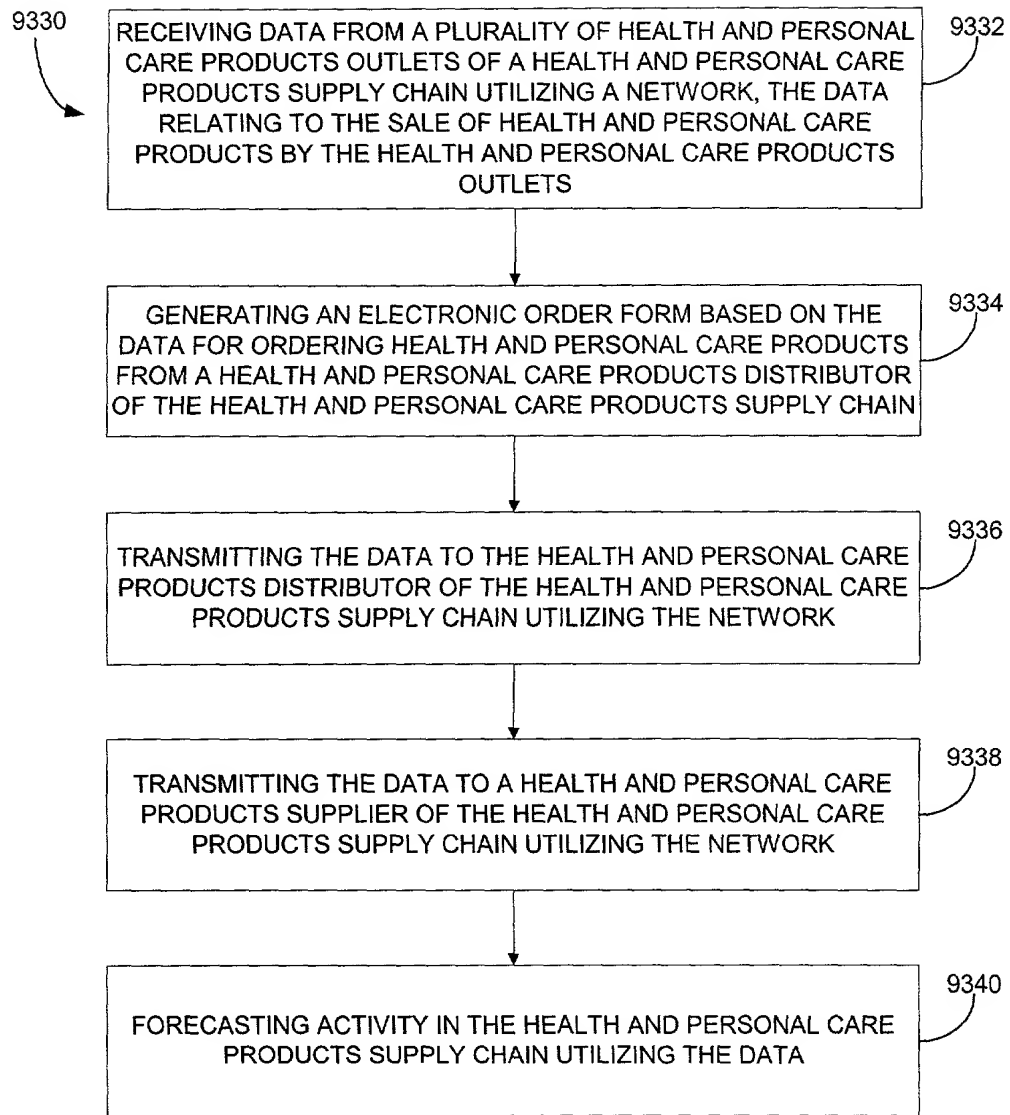 9330
RECEIVING DATA FROM A PLURALITY OF HEALTH AND PERSONAL
CARE PRODUCTS OUTLETS OF A HEALTH AND PERSONAL CARE
PRODUCTS SUPPLY CHAIN UTILIZING A NETWORK, THE DATA
RELATING TO THE SALE OF HEALTH AND PERSONAL CARE
PRODUCTS BY THE HEALTH AND PERSONAL CARE PRODUCTS
OUTLETS
9332
GENERATING AN ELECTRONIC ORDER FORM BASED ON THE
DATA FOR ORDERING HEALTH AND PERSONAL CARE PRODUCTS
FROM A HEALTH AND PERSONAL CARE PRODUCTS DISTRIBUTOR
OF THE HEALTH AND PERSONAL CARE PRODUCTS SUPPLY CHAIN
9334
TRANSMITTING THE DATA TO THE HEALTH AND PERSONAL CARE
PRODUCTS DISTRIBUTOR OF THE HEALTH AND PERSONAL CARE
PRODUCTS SUPPLY CHAIN UTILIZING THE NETWORK
9336
TRANSMITTING THE DATA TO A HEALTH AND PERSONAL CARE
PRODUCTS SUPPLIER OF THE HEALTH AND PERSONAL CARE
PRODUCTS SUPPLY CHAIN UTILIZING THE NETWORK
9338
FORECASTING ACTIVITY IN THE HEALTH AND PERSONAL CARE
PRODUCTS SUPPLY CHAIN UTILIZING THE DATA
9340